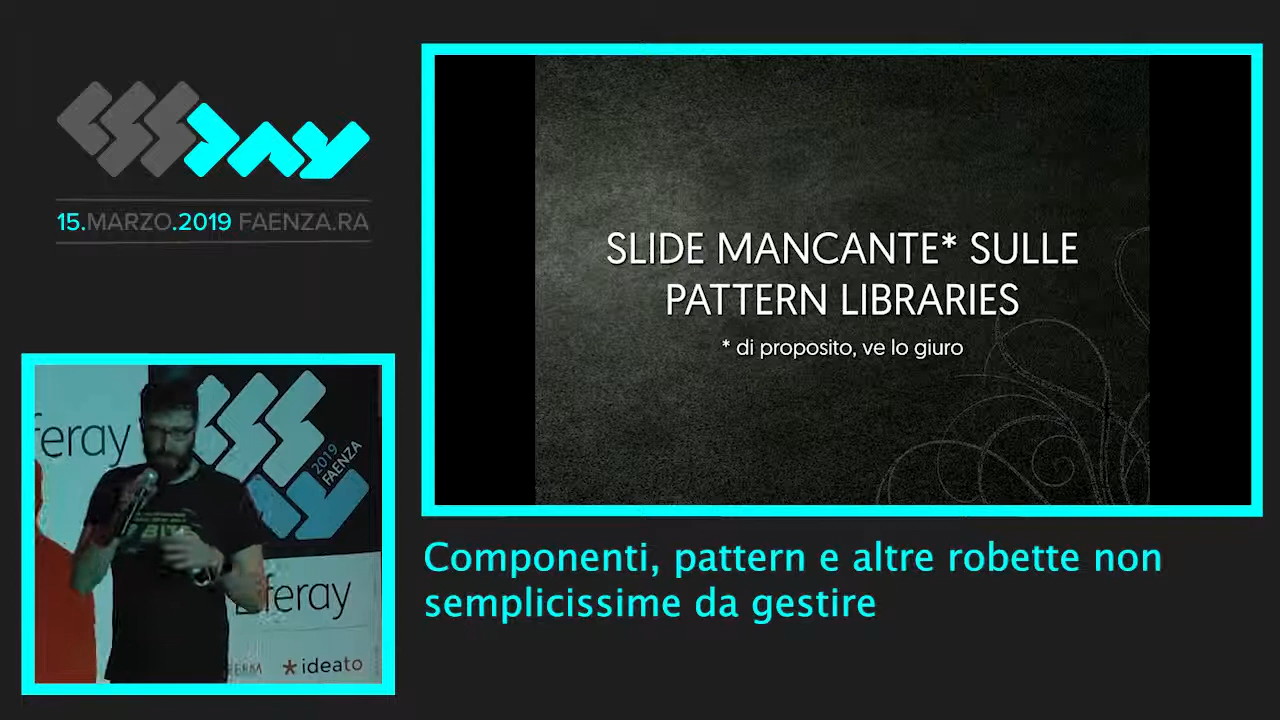 CSS DAY
15.MARZO.2019 FAENZA.RA
SLIDE MANCANTE* SULLE
PATTERN LIBRARIES
* di proposito, ve lo giuro
feray
CSS
2019
FAENZA
feray
ideato
Componenti, pattern e altre robette non
semplicissime da gestire